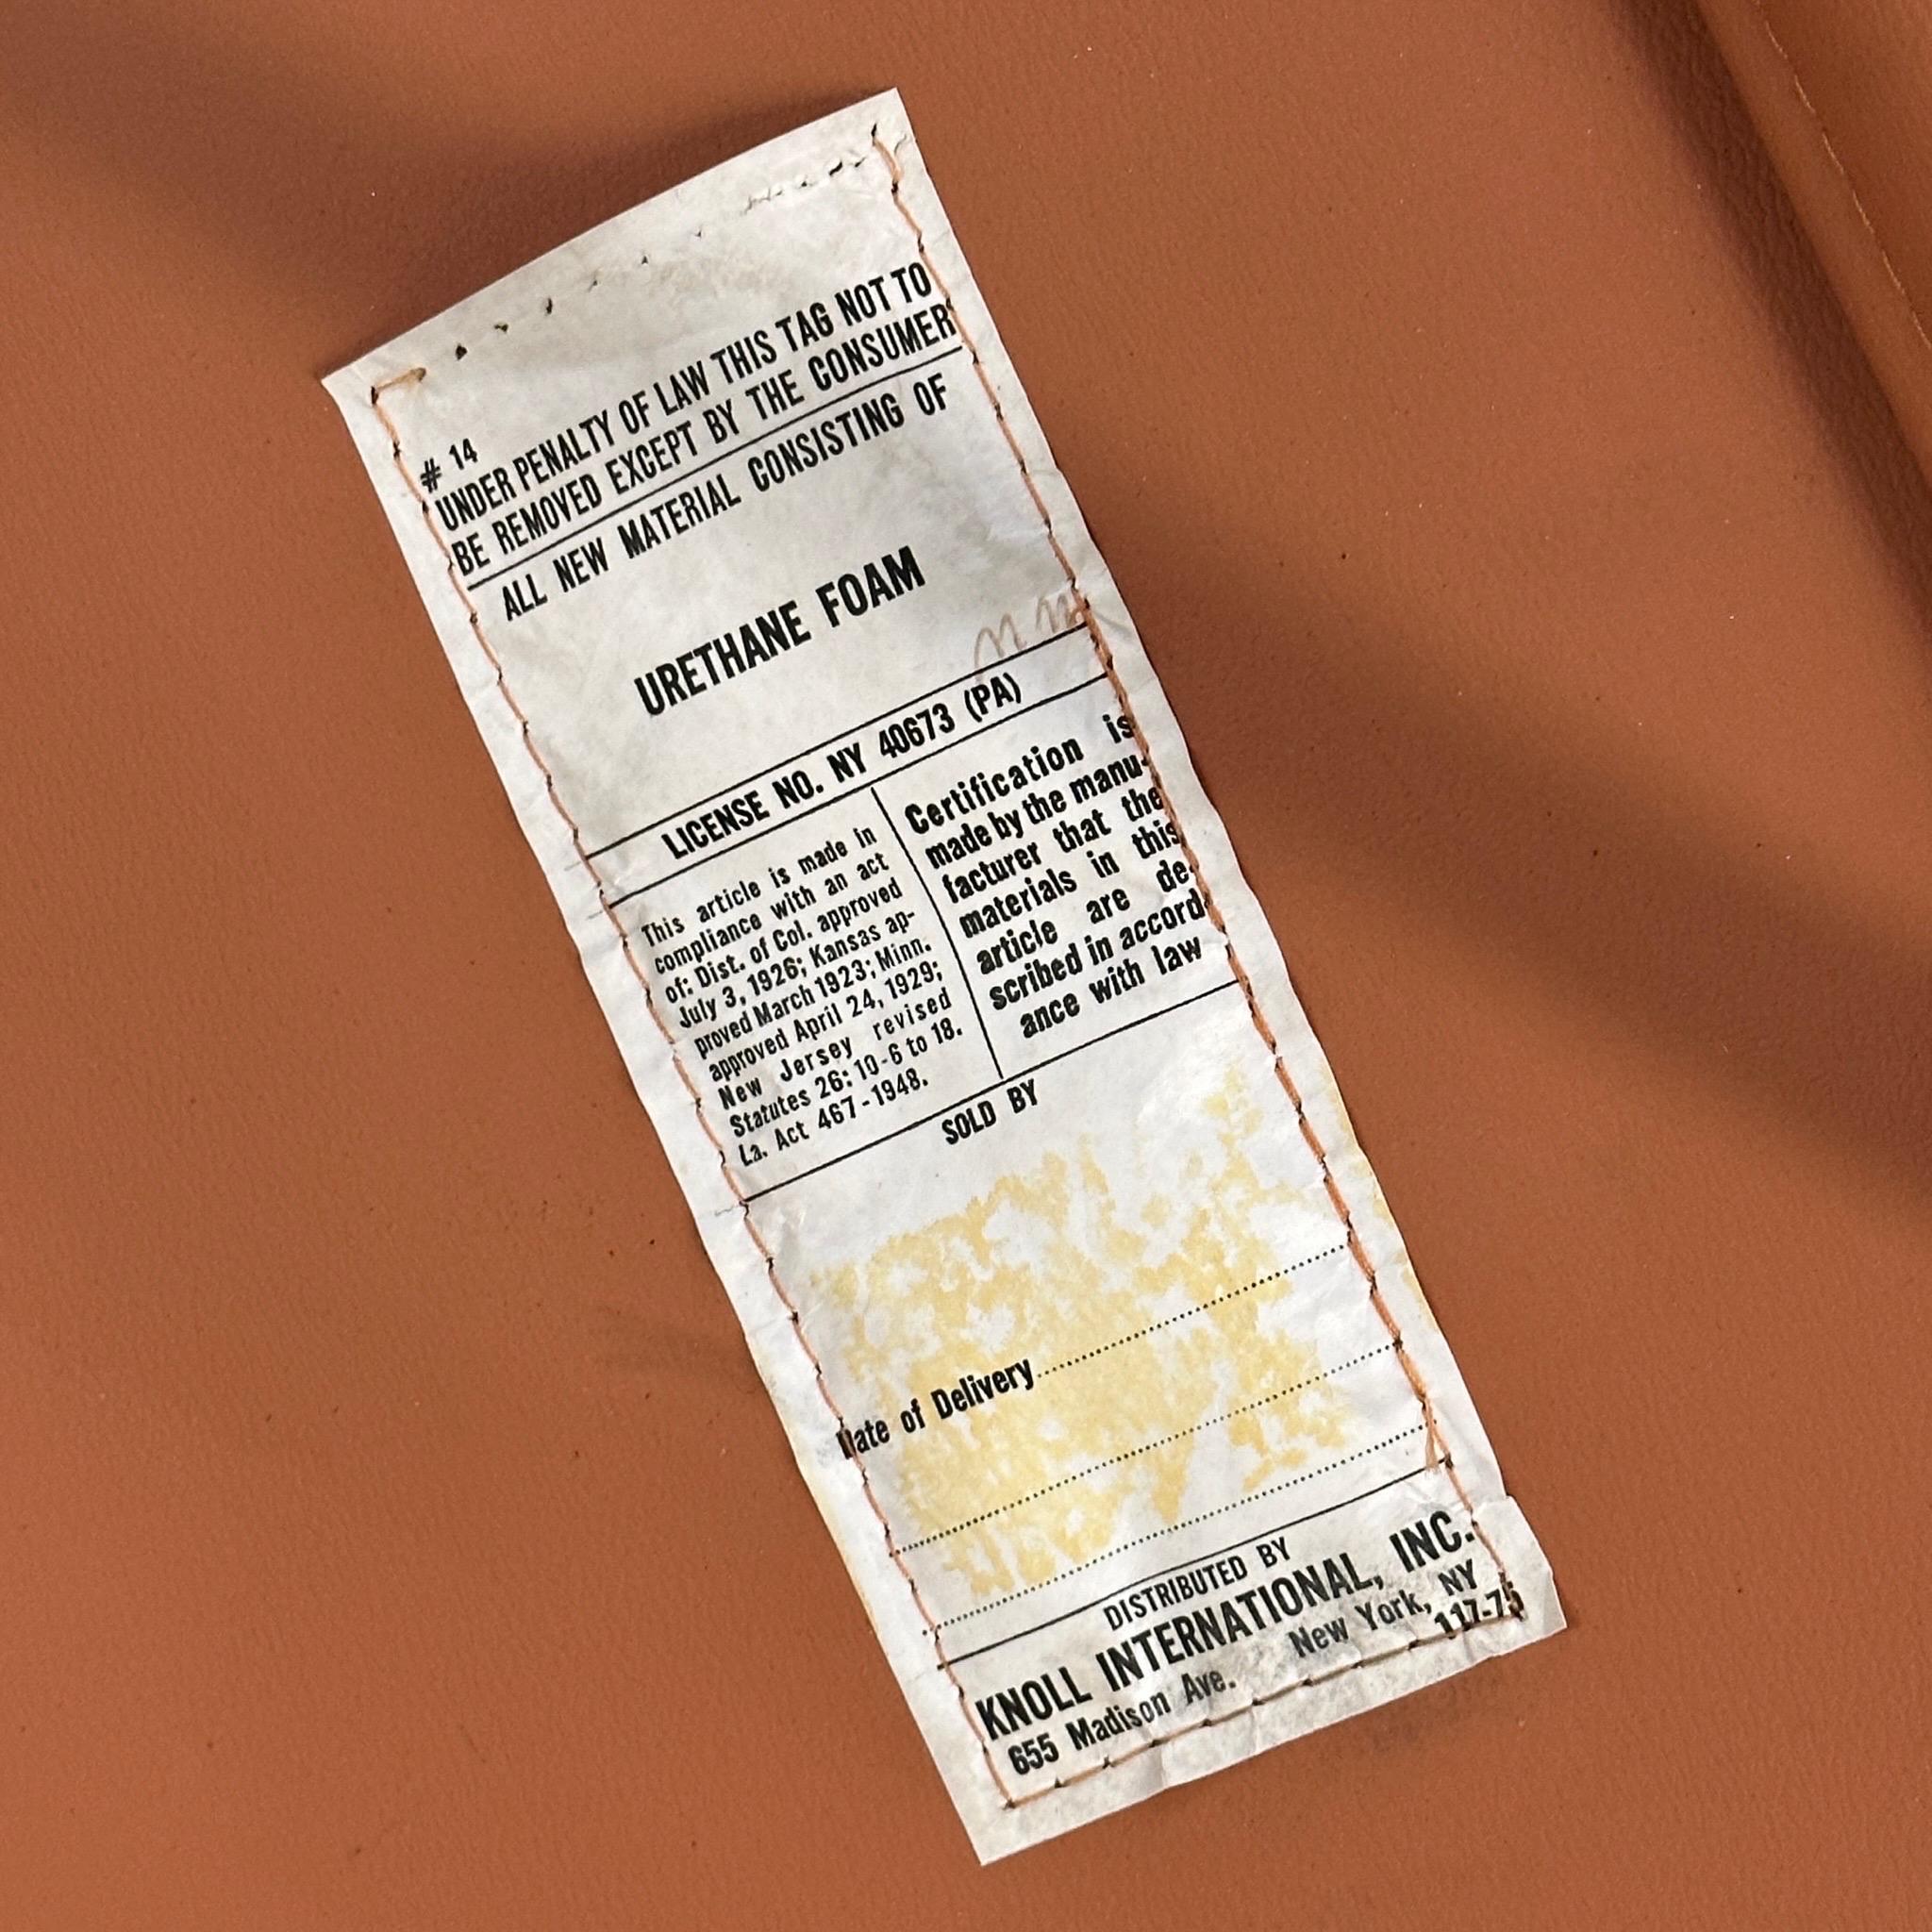 # 14
UNDER PENALTY OF LAW THIS TAG NOT TO
BE REMOVED EXCEPT BY THE CONSUMER
ALL NEW MATERIAL CONSISTING OF
URETHANE FOAM
LICENSE NO. NY 40673 (PA)
This article is made in
compliance with an act
of: Dist. of Col. approved
July 3, 1926; Kansas ap-
proved March 1923; Minn.
approved April 24, 1929;
New Jersey revised
Statutes 26: 10-6 to 18.
La. Act 467-1948.
Certification is
made by the manu-
facturer that the
materials in this
article are de-
scribed in accord-
ance with law
SOLD BY
Date of Delivery
DISTRIBUTED BY
KNOLL INTERNATIONAL, INC.
655 Madison Ave. New York, NY